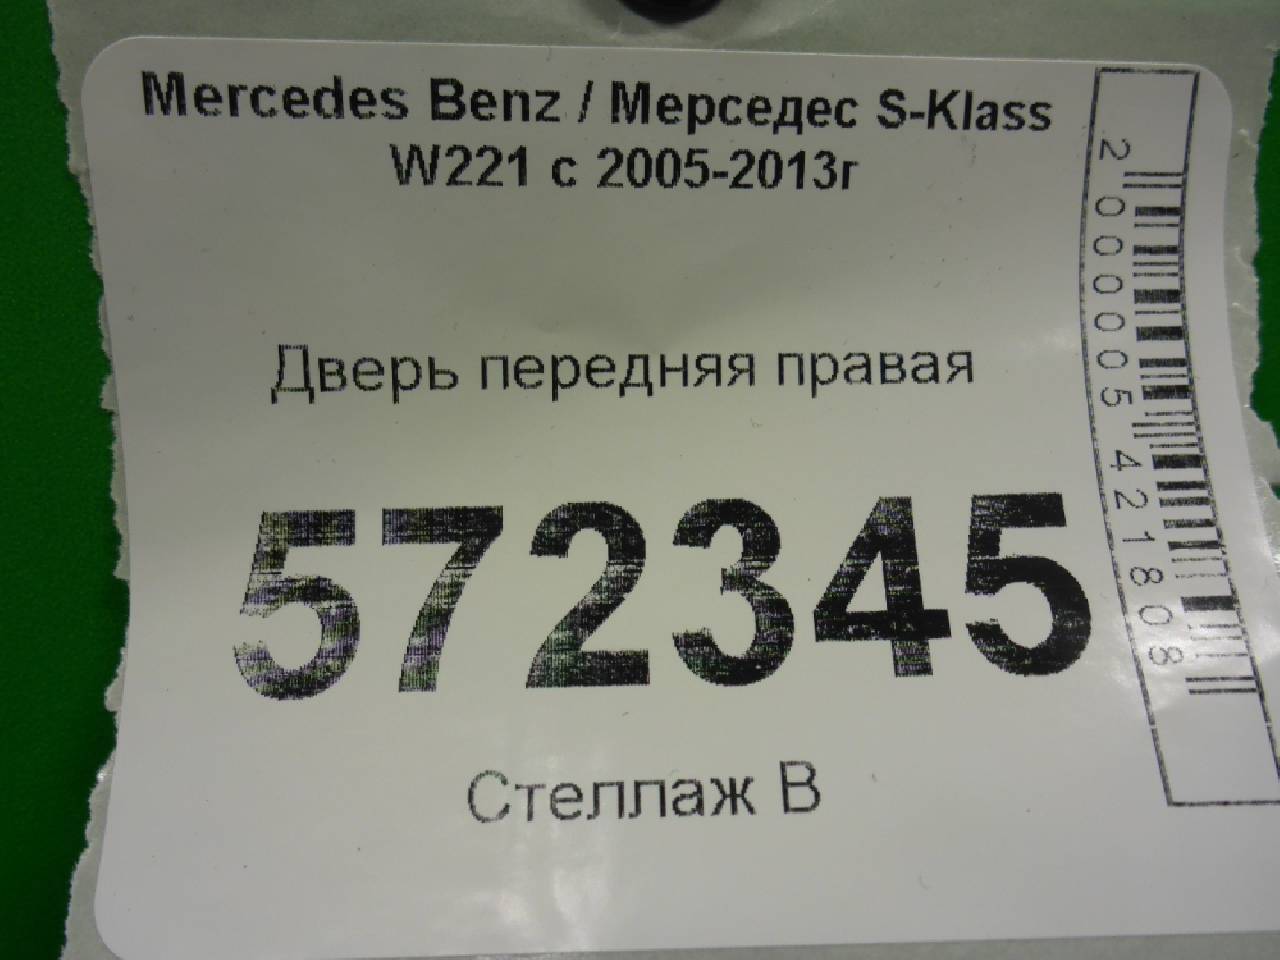 Mercedes Benz / Мерседес S-Klass
W221 с 2005-2013г
Дверь передняя правая
572345
Стеллаж В
2000005421808